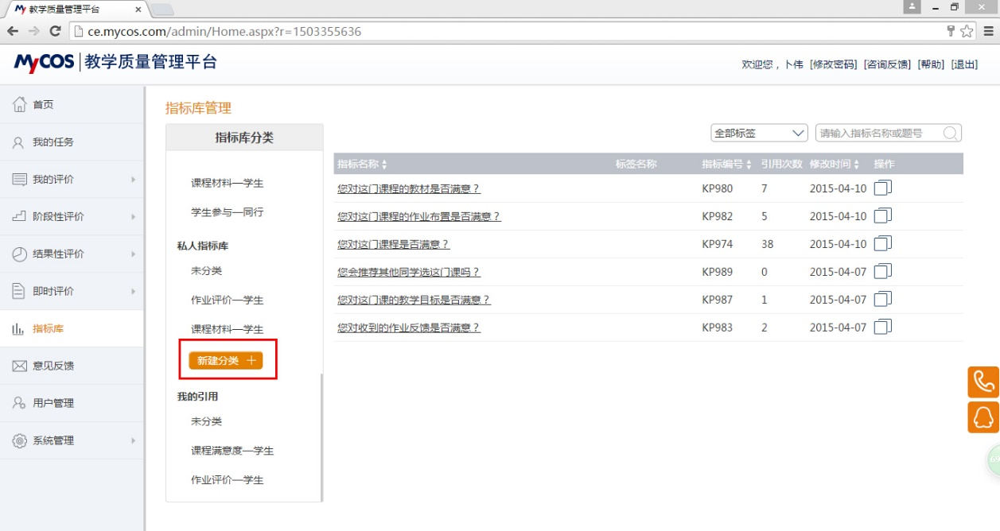 教学质量管理平台
ce.mycos.com/admin/Home.aspx?r=1503355636
MyCOS 教学质量管理平台
欢迎您，卜伟 [修改密码] [咨询反馈] [帮助] [退出]
首页
我的任务
我的评价
阶段性评价
结果性评价
即时评价
指标库
意见反馈
用户管理
系统管理
指标库管理
指标库分类
课程材料—学生
学生参与—同行
私人指标库
未分类
作业评价—学生
课程材料—学生
新建分类 +
我的引用
未分类
课程满意度—学生
作业评价—学生
全部标签 请输入指标名称或题号
指标名称 标签名称 指标编号 引用次数 修改时间 操作
您对这门课程的教材是否满意？ KP980 7 2015-04-10
您对这门课程的作业布置是否满意？ KP982 5 2015-04-10
您对这门课程是否满意？ KP974 38 2015-04-10
您会推荐其他同学选这门课吗？ KP989 0 2015-04-07
您对这门课的教学目标是否满意？ KP987 1 2015-04-07
您对收到的作业反馈是否满意？ KP983 2 2015-04-07